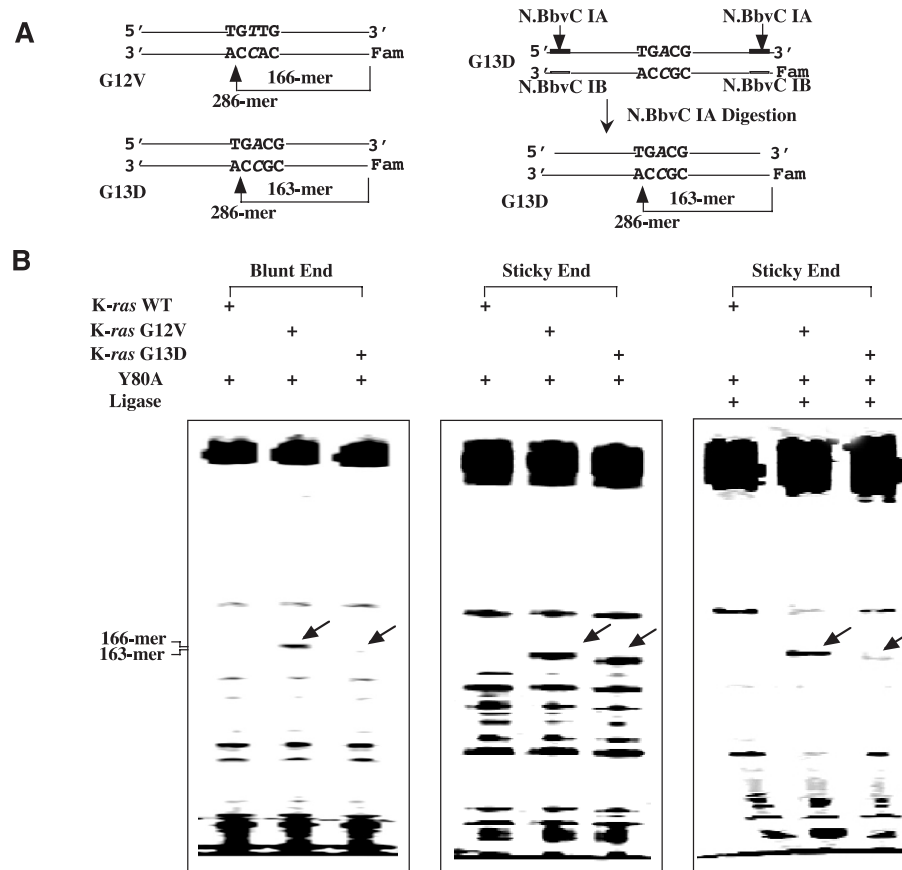 A
5′ TGTTG 3′
3′ ACCAC Fam
G12V
166-mer
286-mer
5′ TGACG 3′
3′ ACCGC Fam
G13D
163-mer
286-mer
N.BbvC IA N.BbvC IA
5′ TGACG 3′
G13D
3′ ACCGC Fam
N.BbvC IB N.BbvC IB
N.BbvC IA Digestion
5′ TGACG 3′
3′ ACCGC Fam
G13D
163-mer
286-mer
B
Blunt End Sticky End Sticky End
K-ras WT + + +
K-ras G12V + + +
K-ras G13D + + +
Y80A + + + + + + + + +
Ligase + + +
166-mer
163-mer